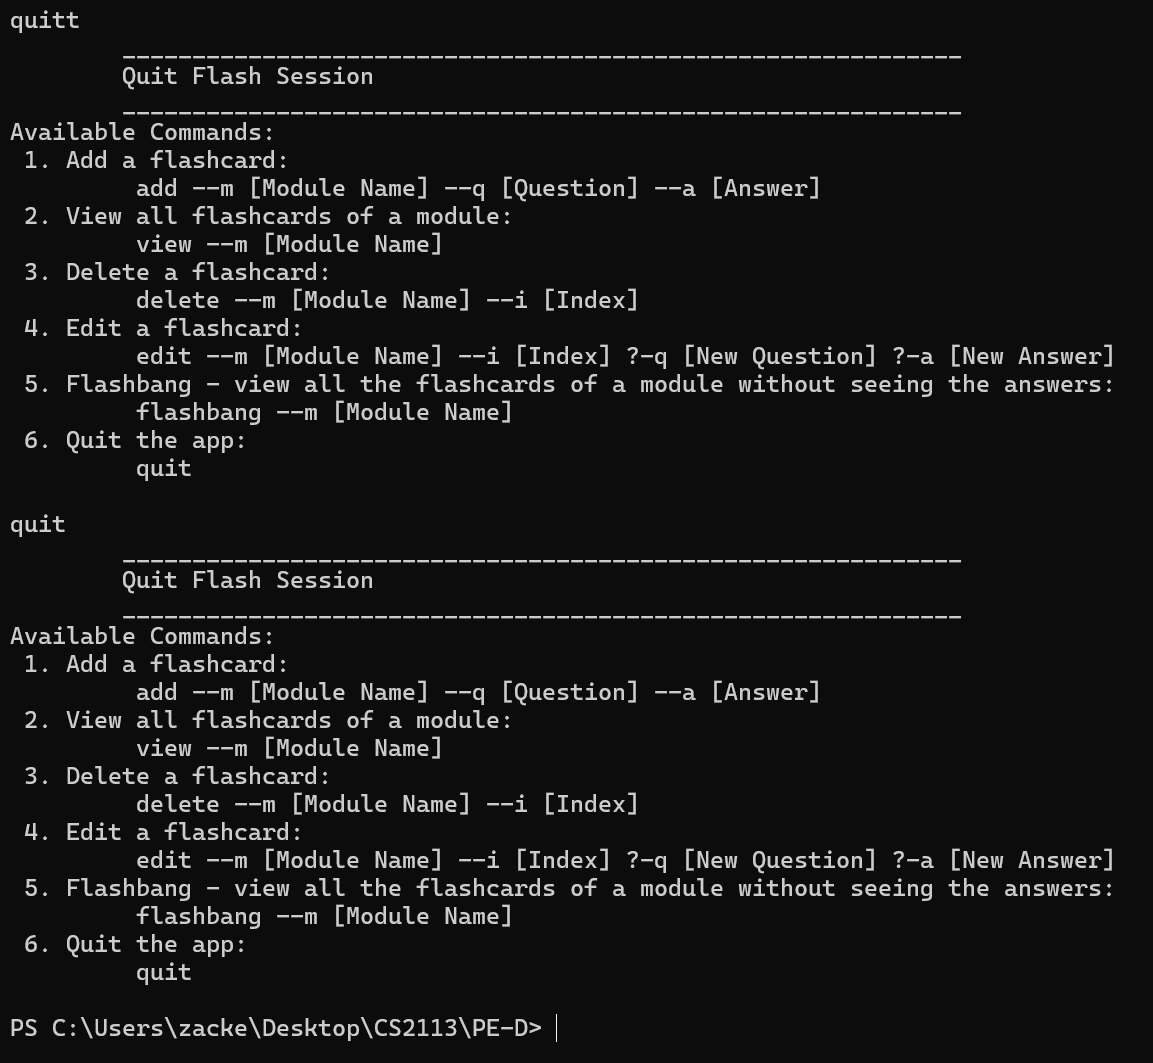 quitt
____________________________________________________________
Quit Flash Session
____________________________________________________________
Available Commands:
1. Add a flashcard:
add --m [Module Name] --q [Question] --a [Answer]
2. View all flashcards of a module:
view --m [Module Name]
3. Delete a flashcard:
delete --m [Module Name] --i [Index]
4. Edit a flashcard:
edit --m [Module Name] --i [Index] ?-q [New Question] ?-a [New Answer]
5. Flashbang - view all the flashcards of a module without seeing the answers:
flashbang --m [Module Name]
6. Quit the app:
quit
quit
____________________________________________________________
Quit Flash Session
____________________________________________________________
Available Commands:
1. Add a flashcard:
add --m [Module Name] --q [Question] --a [Answer]
2. View all flashcards of a module:
view --m [Module Name]
3. Delete a flashcard:
delete --m [Module Name] --i [Index]
4. Edit a flashcard:
edit --m [Module Name] --i [Index] ?-q [New Question] ?-a [New Answer]
5. Flashbang - view all the flashcards of a module without seeing the answers:
flashbang --m [Module Name]
6. Quit the app:
quit
PS C:\Users\zacke\Desktop\CS2113\PE-D>